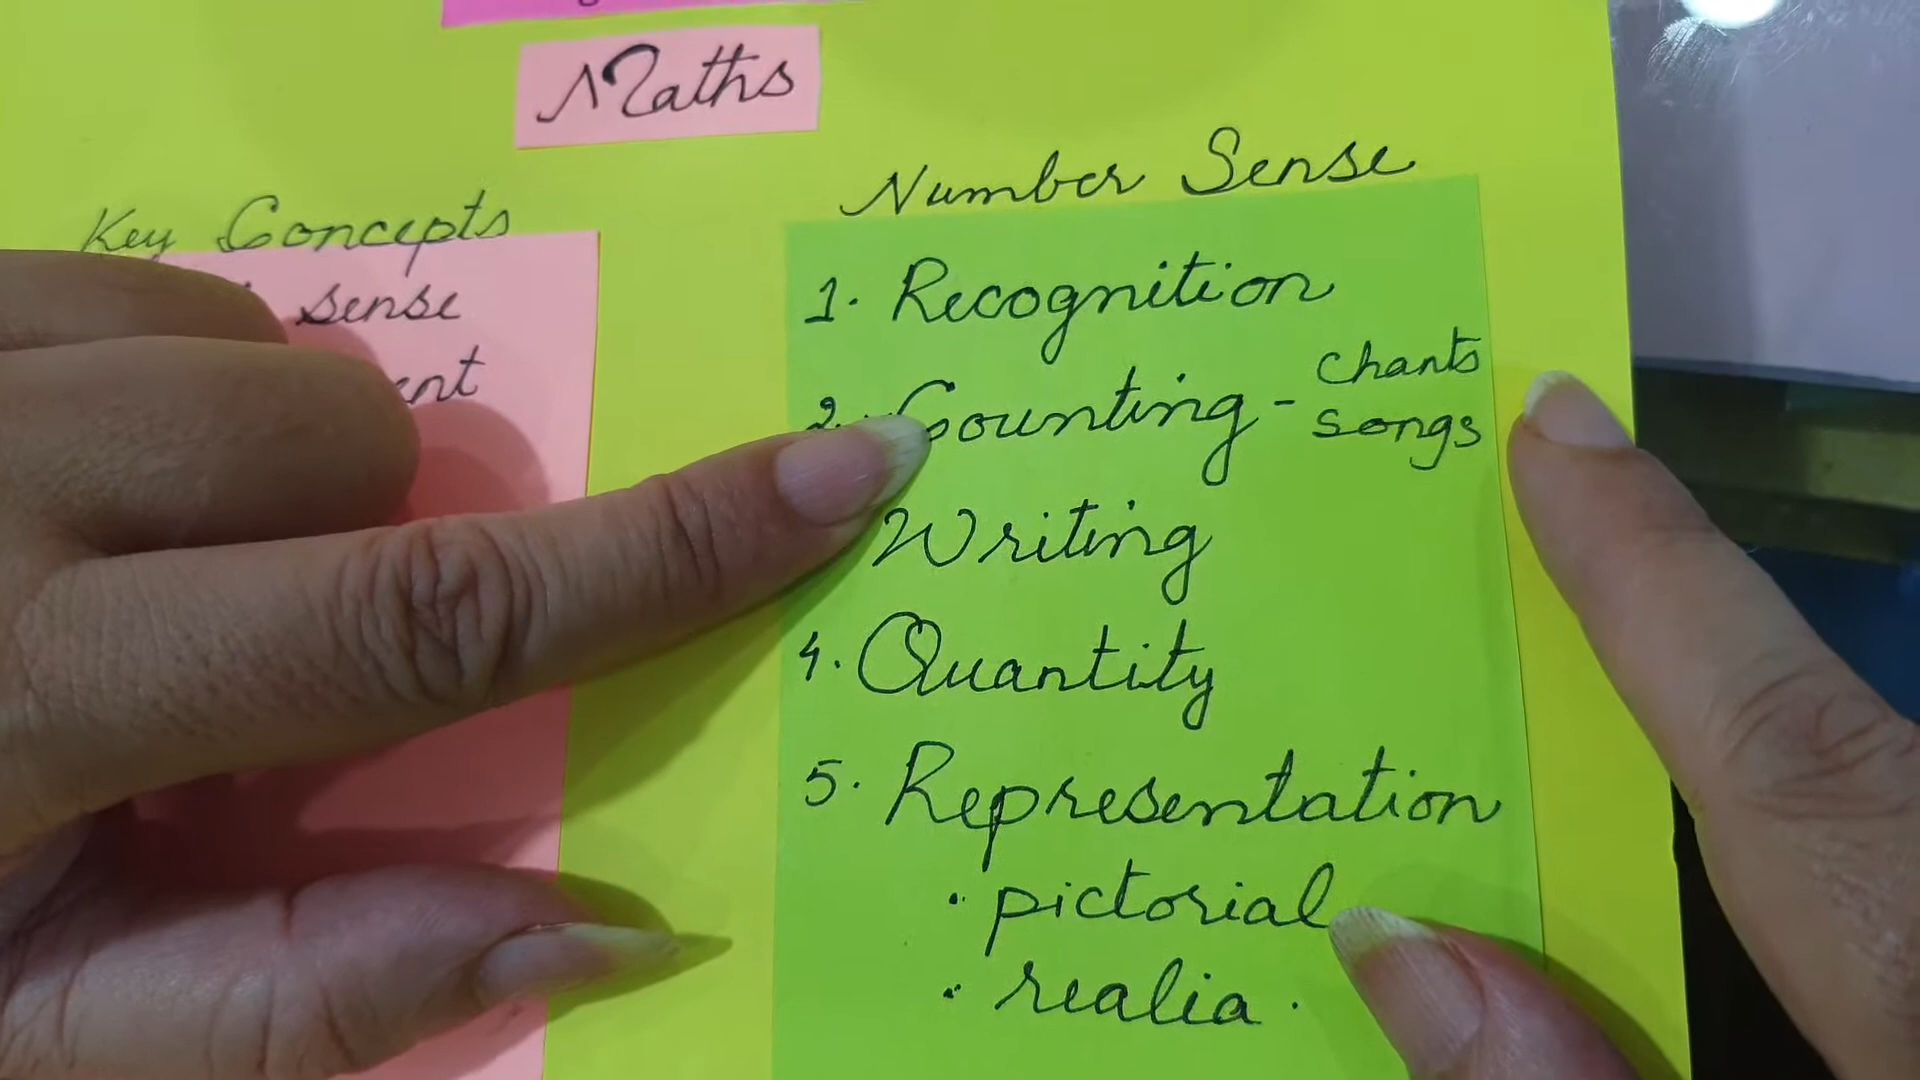 Maths
Key Concepts
sense
Number Sense
1. Recognition
2. Counting - chants
songs
Writing
4. Quantity
5. Representation
• pictorial
• realia.